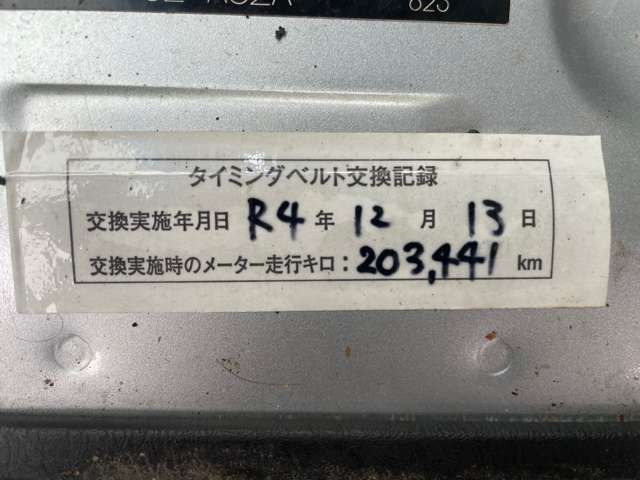 タイミングベルト交換記録
交換実施年月日 R4 年 12 月 13 日
交換実施時のメーター走行キロ：203,441 km